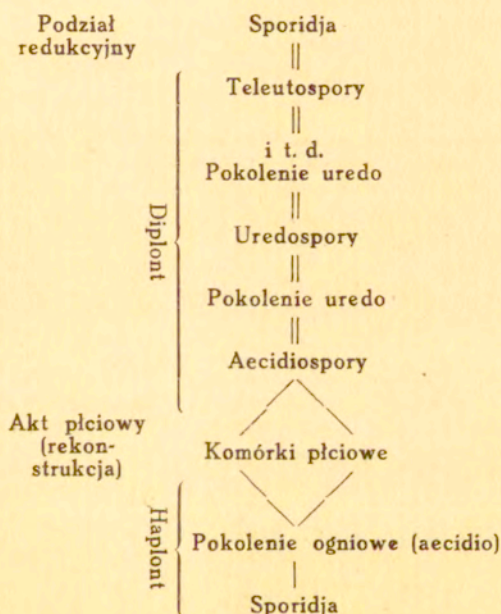 Podział
redukcyjny
Sporidja
Teleutospory
i t. d.
Pokolenie uredo
Diplont
Uredospory
Pokolenie uredo
Aecidiospory
Akt płciowy
(rekon-
strukcja)
Komórki płciowe
Haplont
Pokolenie ogniowe (aecidio)
Sporidja